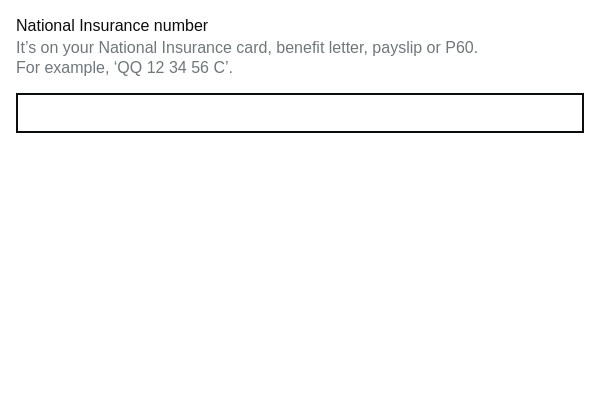 National Insurance number
It’s on your National Insurance card, benefit letter, payslip or P60.
For example, ‘QQ 12 34 56 C’.